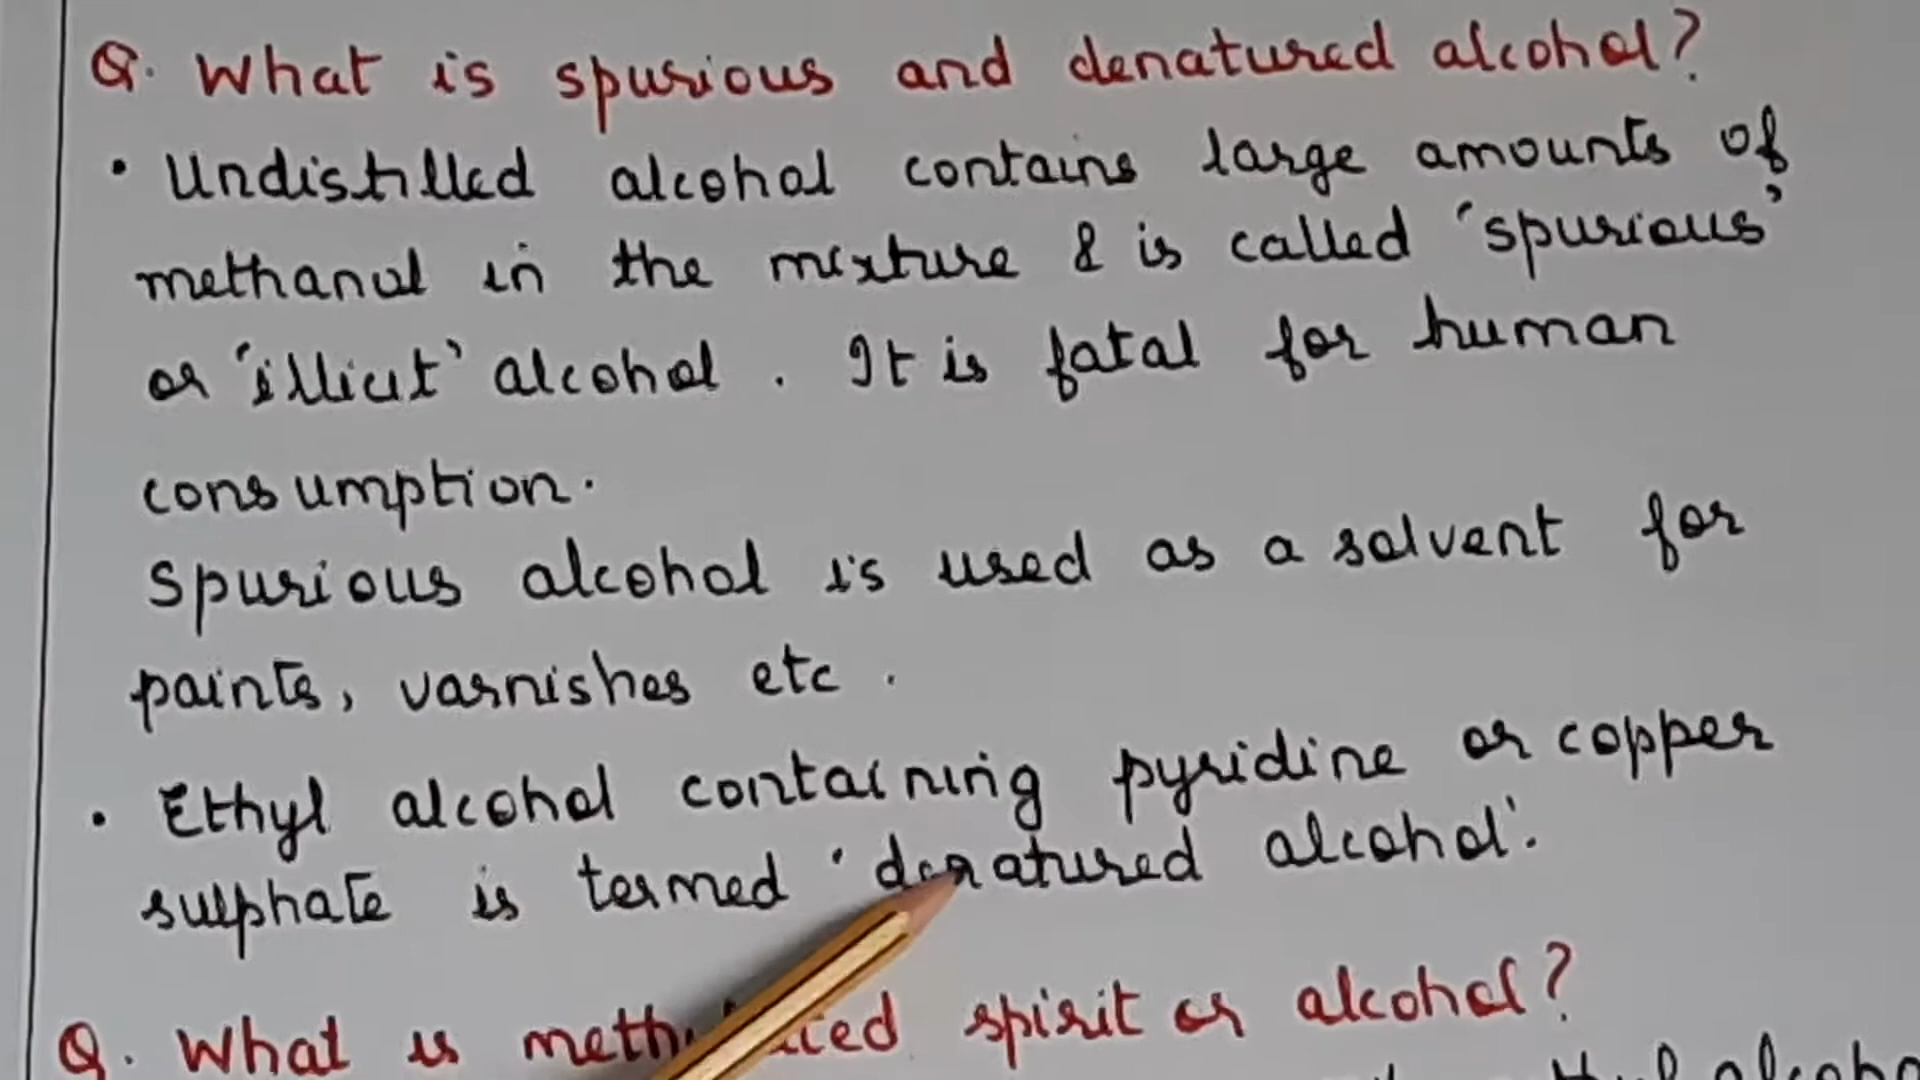 Q. What is spurious and denatured alcohol?
• Undistilled alcohol contains large amounts of
methanol in the mixture & is called 'spurious'
or 'illicit' alcohol. It is fatal for human
consumption.
Spurious alcohol is used as a solvent for
paints, varnishes etc.
• Ethyl alcohol containing pyridine or copper
sulphate is termed 'denatured alcohol'.
Q. What is spirit or alcohol?